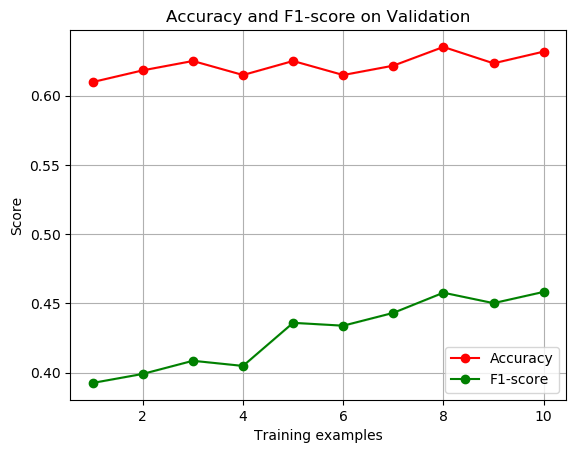 Accuracy and F1-score on Validation
0.60
0.55
0.50
0.45
0.40
Score
2
4
6
8
10
Training examples
Accuracy
F1-score